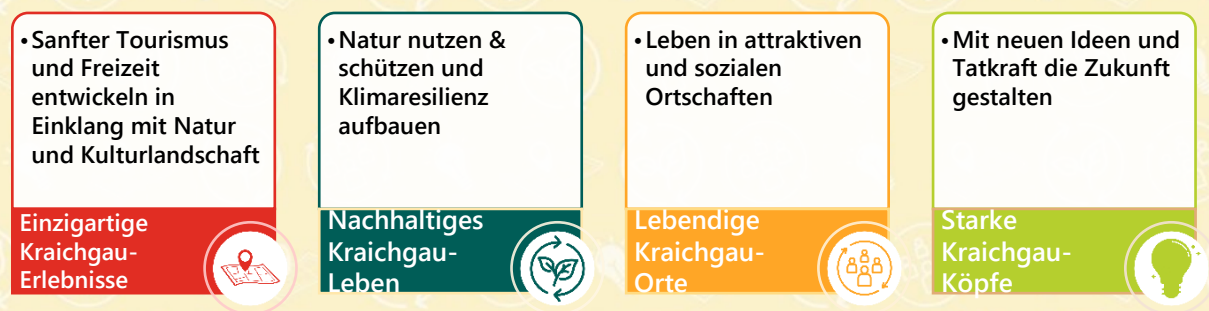 • Sanfter Tourismus
und Freizeit
entwickeln in
Einklang mit Natur
und Kulturlandschaft
Einzigartige
Kraichgau-
Erlebnisse
• Natur nutzen &
schützen und
Klimaresilienz
aufbauen
Nachhaltiges
Kraichgau-
Leben
• Leben in attraktiven
und sozialen
Ortschaften
Lebendige
Kraichgau-
Orte
• Mit neuen Ideen und
Tatkraft die Zukunft
gestalten
Starke
Kraichgau-
Köpfe